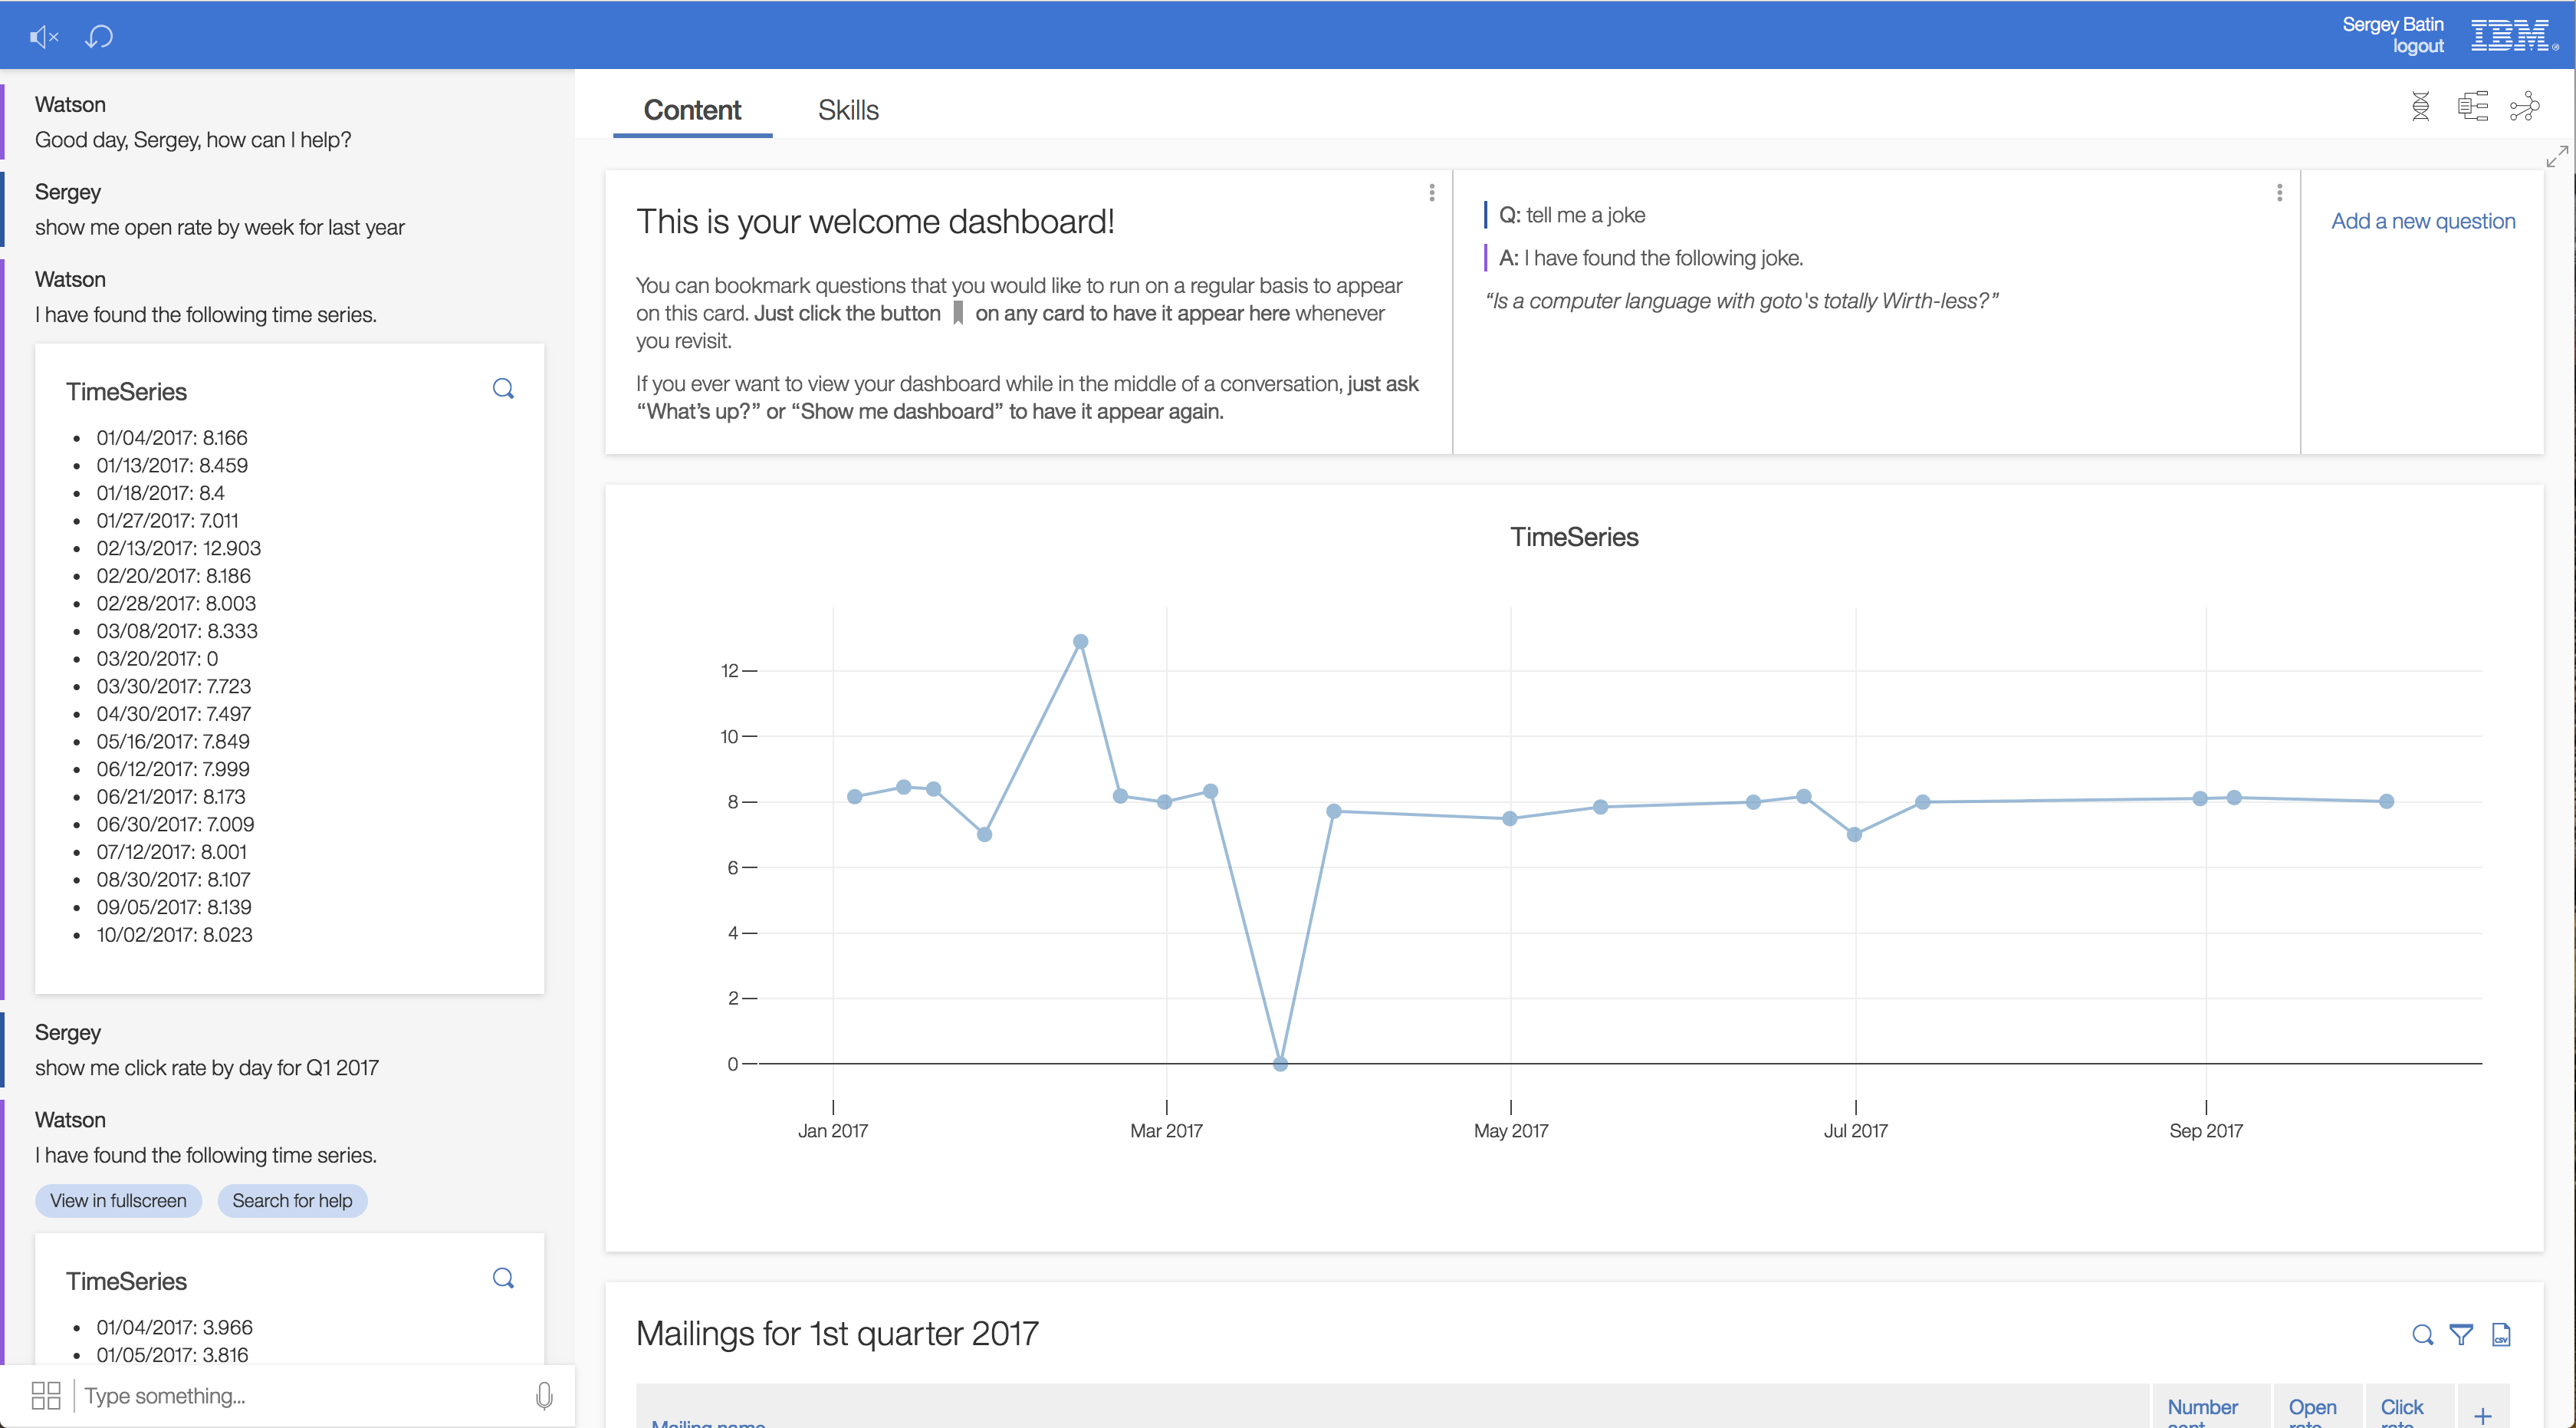 Sergey Batin
logout
IBM
Watson
Good day, Sergey, how can I help?
Sergey
show me open rate by week for last year
Watson
I have found the following time series.
TimeSeries
01/04/2017: 8.166
01/13/2017: 8.459
01/18/2017: 8.4
01/27/2017: 7.011
02/13/2017: 12.903
02/20/2017: 8.186
02/28/2017: 8.003
03/08/2017: 8.333
03/20/2017: 0
03/30/2017: 7.723
04/30/2017: 7.497
05/16/2017: 7.849
06/12/2017: 7.999
06/21/2017: 8.173
06/30/2017: 7.009
07/12/2017: 8.001
08/30/2017: 8.107
09/05/2017: 8.139
10/02/2017: 8.023
Sergey
show me click rate by day for Q1 2017
Watson
I have found the following time series.
View in fullscreen
Search for help
TimeSeries
01/04/2017: 3.966
01/05/2017: 3.816
Type something...
Content
Skills
This is your welcome dashboard!
You can bookmark questions that you would like to run on a regular basis to appear
on this card. Just click the button on any card to have it appear here whenever
you revisit.
If you ever want to view your dashboard while in the middle of a conversation, just ask
“What’s up?” or “Show me dashboard” to have it appear again.
Q: tell me a joke
A: I have found the following joke.
“Is a computer language with goto's totally Wirth-less?”
Add a new question
TimeSeries
12
10
8
6
4
2
0
Jan 2017
Mar 2017
May 2017
Jul 2017
Sep 2017
Mailings for 1st quarter 2017
CSV
Mailing name
Number
sent
Open
rate
Click
rate
+